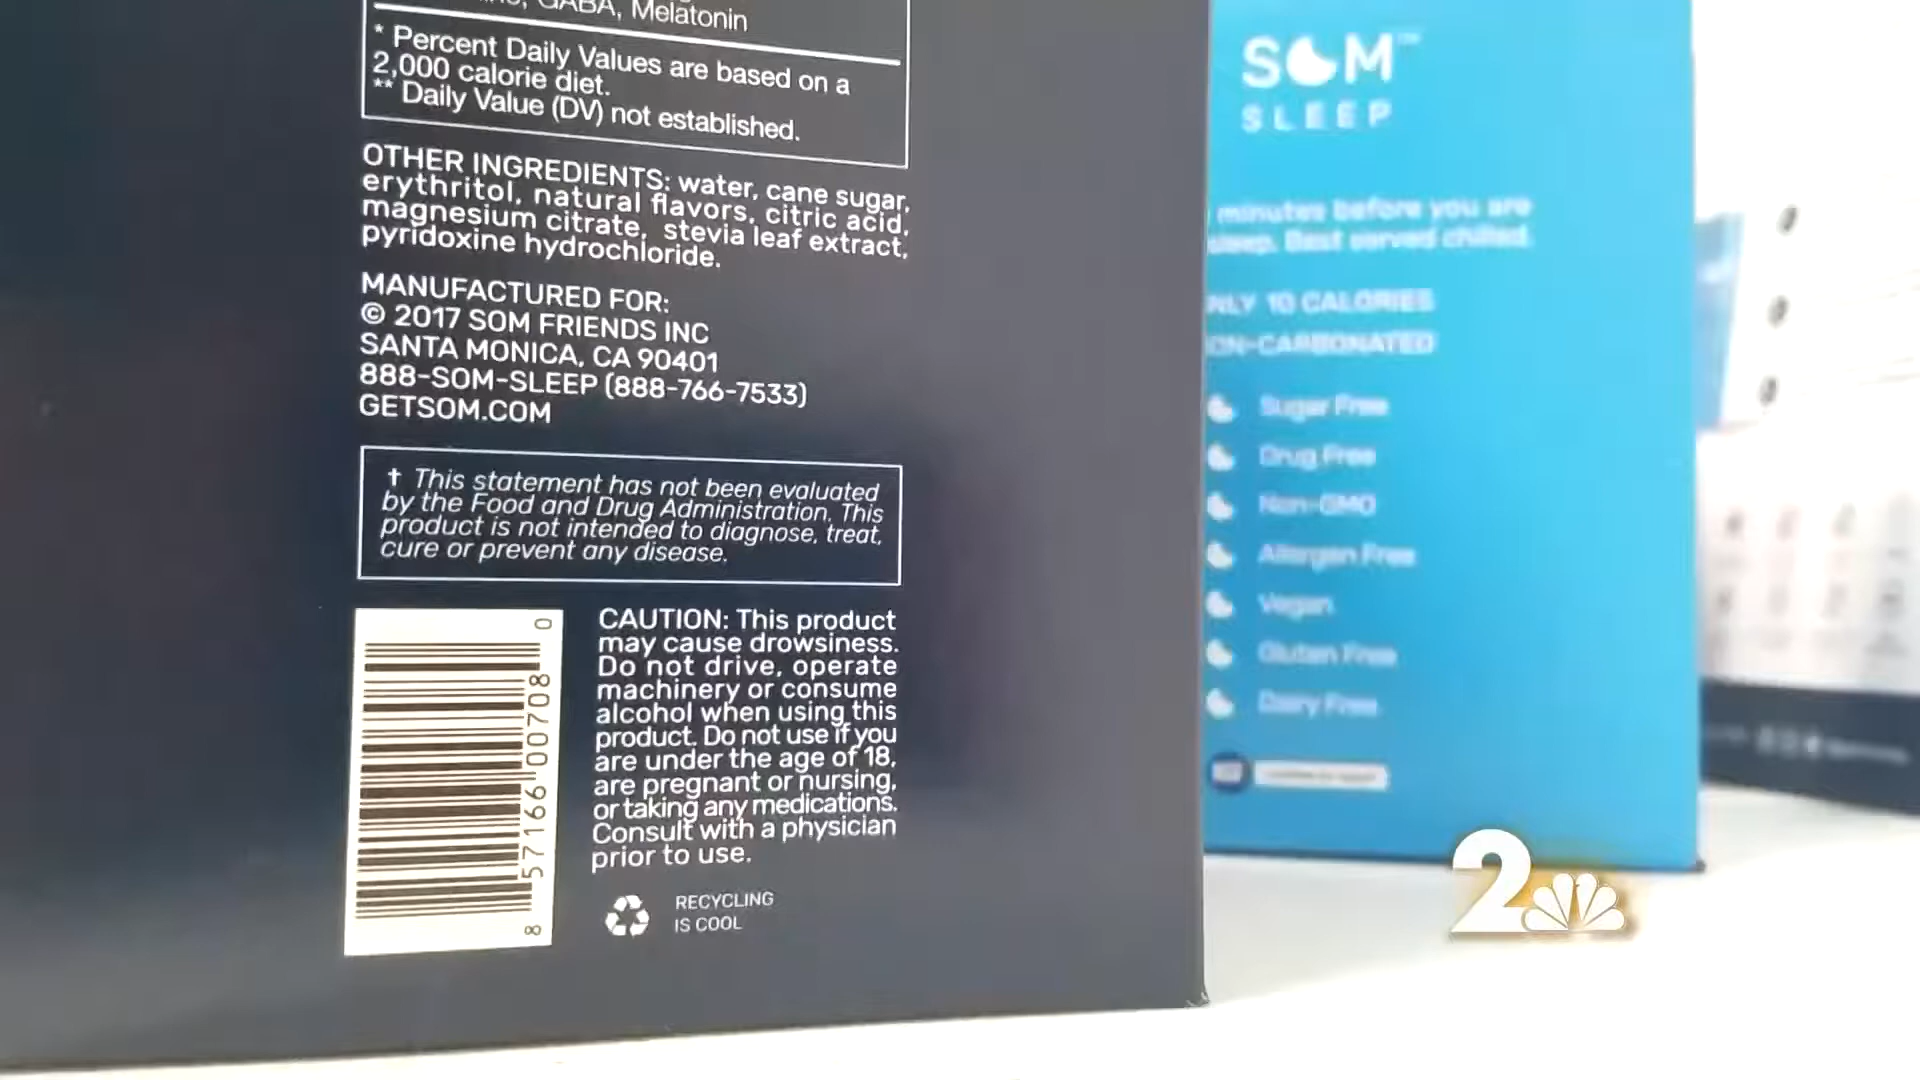 GABA, Melatonin
* Percent Daily Values are based on a
2,000 calorie diet.
** Daily Value (DV) not established.
OTHER INGREDIENTS: water, cane sugar,
erythritol, natural flavors, citric acid,
magnesium citrate, stevia leaf extract,
pyridoxine hydrochloride.
MANUFACTURED FOR:
© 2017 SOM FRIENDS INC
SANTA MONICA, CA 90401
888-SOM-SLEEP (888-766-7533)
GETSOM.COM
† This statement has not been evaluated
by the Food and Drug Administration. This
product is not intended to diagnose, treat,
cure or prevent any disease.
8 57166 00708 0
CAUTION: This product
may cause drowsiness.
Do not drive, operate
machinery or consume
alcohol when using this
product. Do not use if you
are under the age of 18,
are pregnant or nursing,
or taking any medications.
Consult with a physician
prior to use.
RECYCLING
IS COOL
SOM™
SLEEP
minutes before you are
sleep. Best served chilled.
10 CALORIES
Sugar Free
Drug Free
Non-GMO
Allergen Free
Vegan
Gluten Free
Dairy Free
2